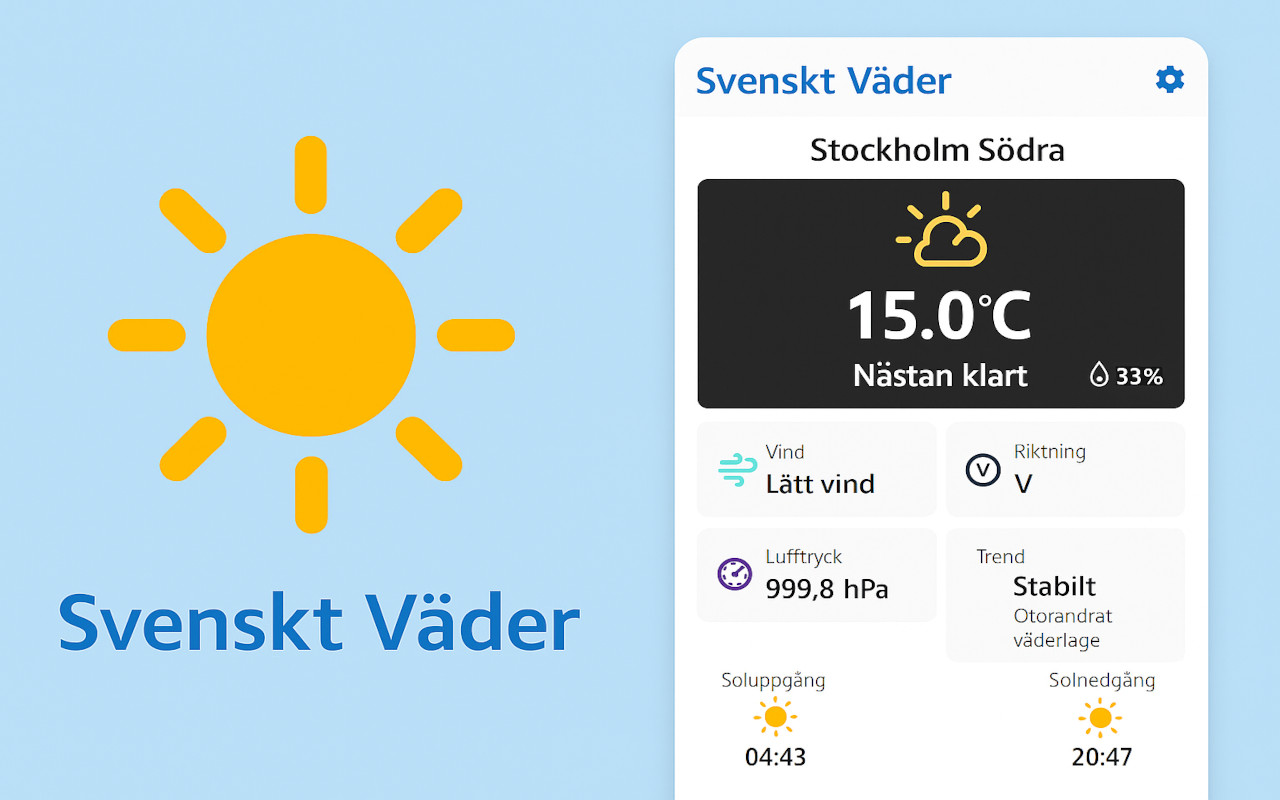 Svenskt Väder
Svenskt Väder
Stockholm Södra
15.0°C
Nästan klart
33%
Vind
Lätt vind
V
Riktning
V
Lufftryck
999,8 hPa
Trend
Stabilt
Otorandrat
väderlage
Soluppgång
04:43
Solnedgång
20:47